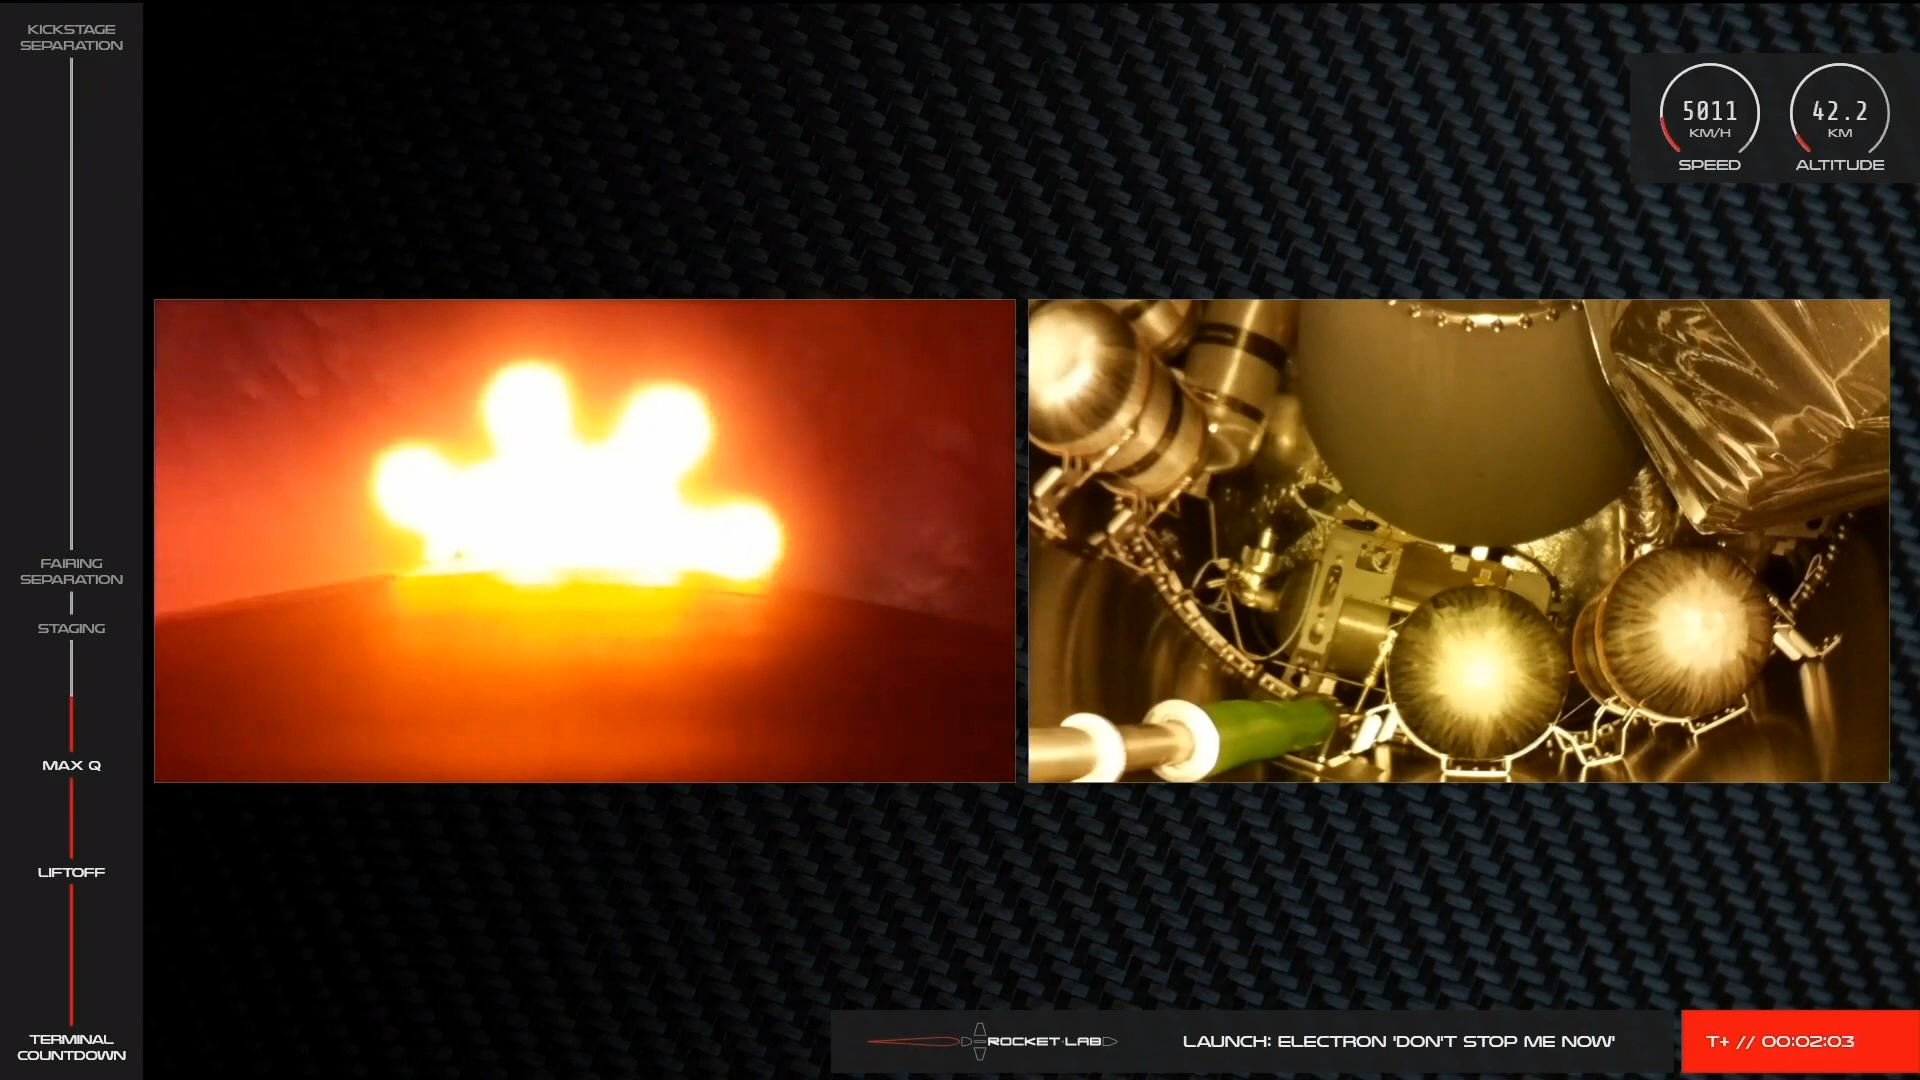 KICKSTAGE
SEPARATION
FAIRING
SEPARATION
STAGING
MAX Q
LIFTOFF
TERMINAL
COUNTDOWN
5011
KM/H
SPEED
42.2
KM
ALTITUDE
ROCKET LAB
LAUNCH: ELECTRON 'DON'T STOP ME NOW'
T+ // 00:02:03